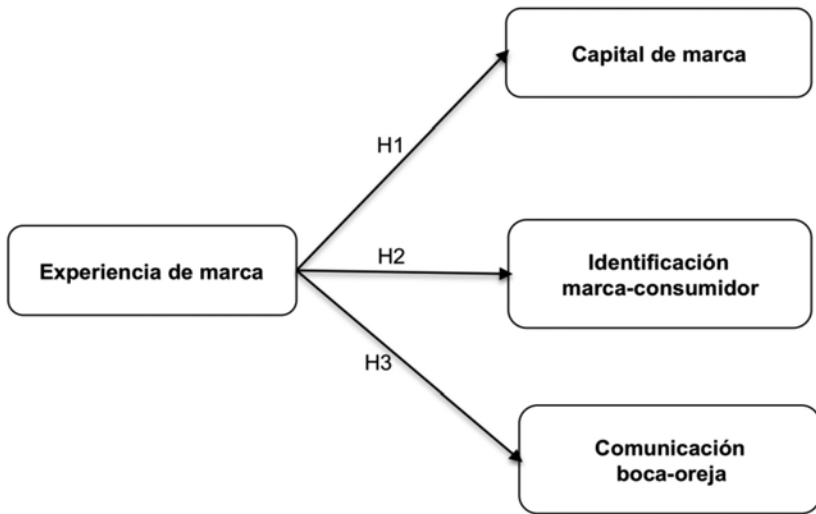 Capital de marca
H1
Experiencia de marca
H2
Identificación
marca-consumidor
H3
Comunicación
boca-oreja